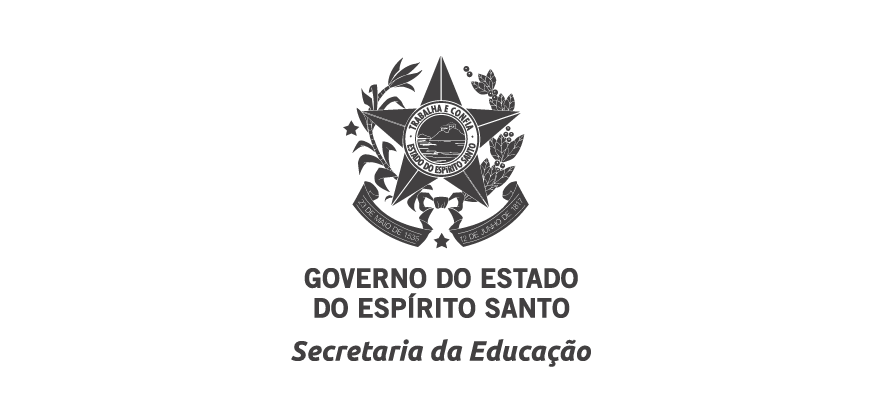 TRABALHA E CONFIA
ESTADO DO ESPÍRITO SANTO
23 DE MAIO DE 1535
12 DE JUNHO DE 1817
GOVERNO DO ESTADO
DO ESPÍRITO SANTO
Secretaria da Educação